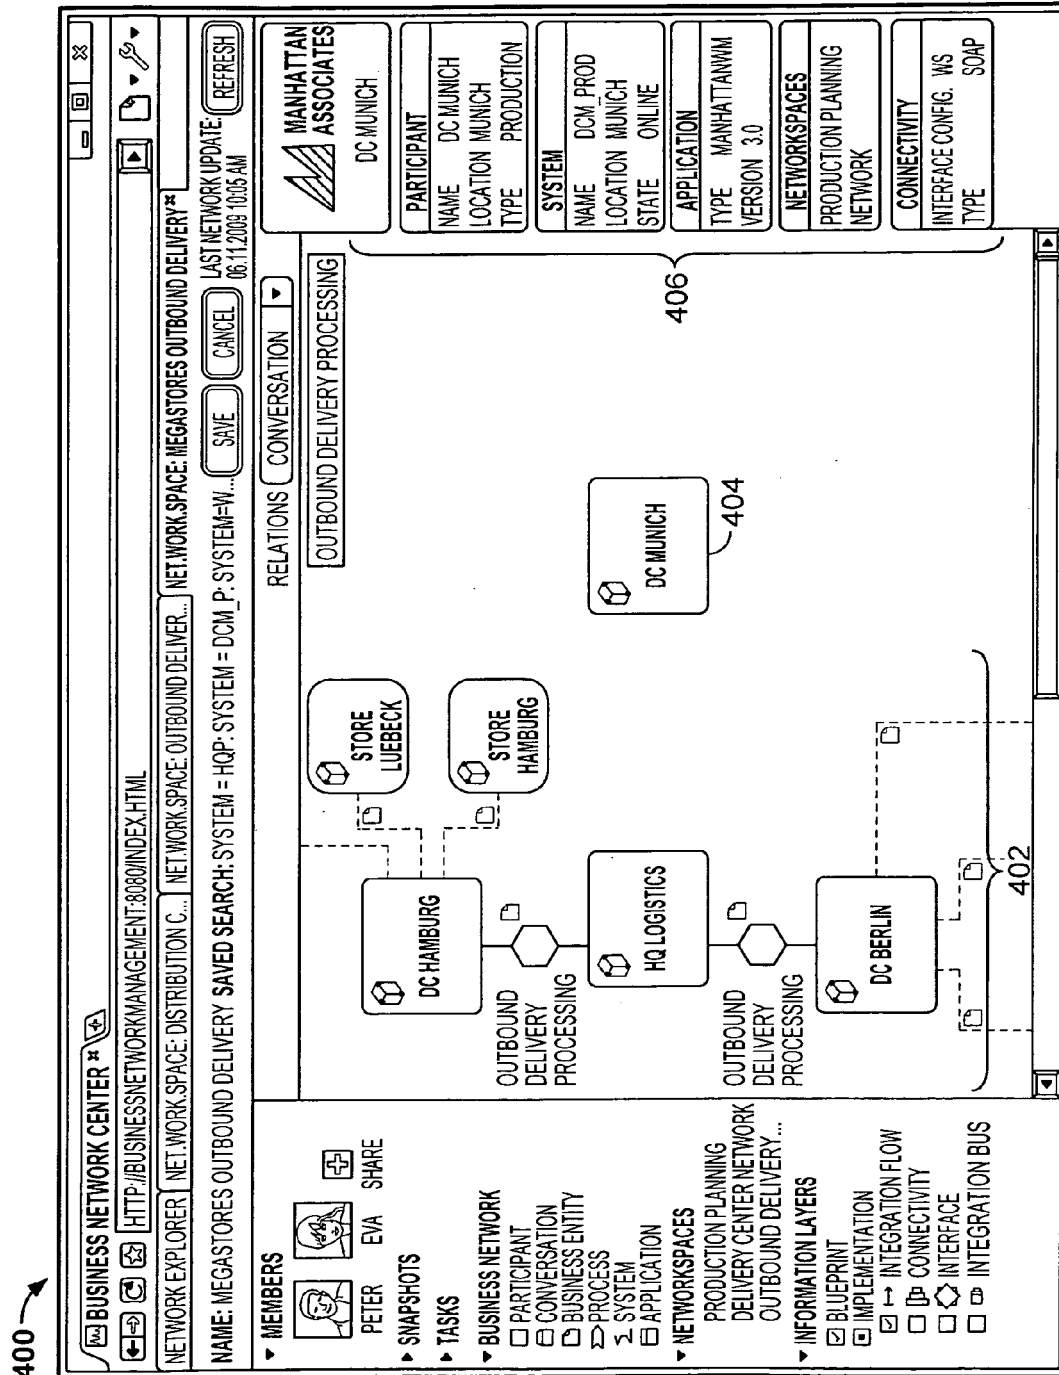 400
BUSINESS NETWORK CENTER
HTTP://BUSINESSNETWORKMANAGEMENT:8080/INDEX.HTML
NETWORK EXPLORER
NET.WORK.SPACE: DISTRIBUTION C...
NET.WORK.SPACE: OUTBOUND DELIVER...
NET.WORK.SPACE: MEGASTORES OUTBOUND DELIVERY
NAME: MEGASTORES OUTBOUND DELIVERY SAVED SEARCH: SYSTEM = HQP: SYSTEM = DCM_P: SYSTEM=W...
SAVE
CANCEL
LAST NETWORK UPDATE:
06.11.2009 10:05 AM
REFRESH
MEMBERS
PETER
EVA
SHARE
SNAPSHOTS
TASKS
BUSINESS NETWORK
PARTICIPANT
CONVERSATION
BUSINESS ENTITY
PROCESS
SYSTEM
APPLICATION
NETWORKSPACES
PRODUCTION PLANNING
DELIVERY CENTER NETWORK
OUTBOUND DELIVERY...
INFORMATION LAYERS
BLUEPRINT
IMPLEMENTATION
INTEGRATION FLOW
CONNECTIVITY
INTERFACE
INTEGRATION BUS
RELATIONS
CONVERSATION
OUTBOUND DELIVERY PROCESSING
DC HAMBURG
STORE
LUEBECK
STORE
HAMBURG
OUTBOUND
DELIVERY
PROCESSING
HQ LOGISTICS
DC MUNICH
404
OUTBOUND
DELIVERY
PROCESSING
DC BERLIN
402
406
MANHATTAN
ASSOCIATES
DC MUNICH
PARTICIPANT
NAME DC MUNICH
LOCATION MUNICH
TYPE PRODUCTION
SYSTEM
NAME DCM_PROD
LOCATION MUNICH
STATE ONLINE
APPLICATION
TYPE MANHATTANWM
VERSION 3.0
NETWORKSPACES
PRODUCTION PLANNING
NETWORK
CONNECTIVITY
INTERFACE CONFIG. WS
TYPE SOAP